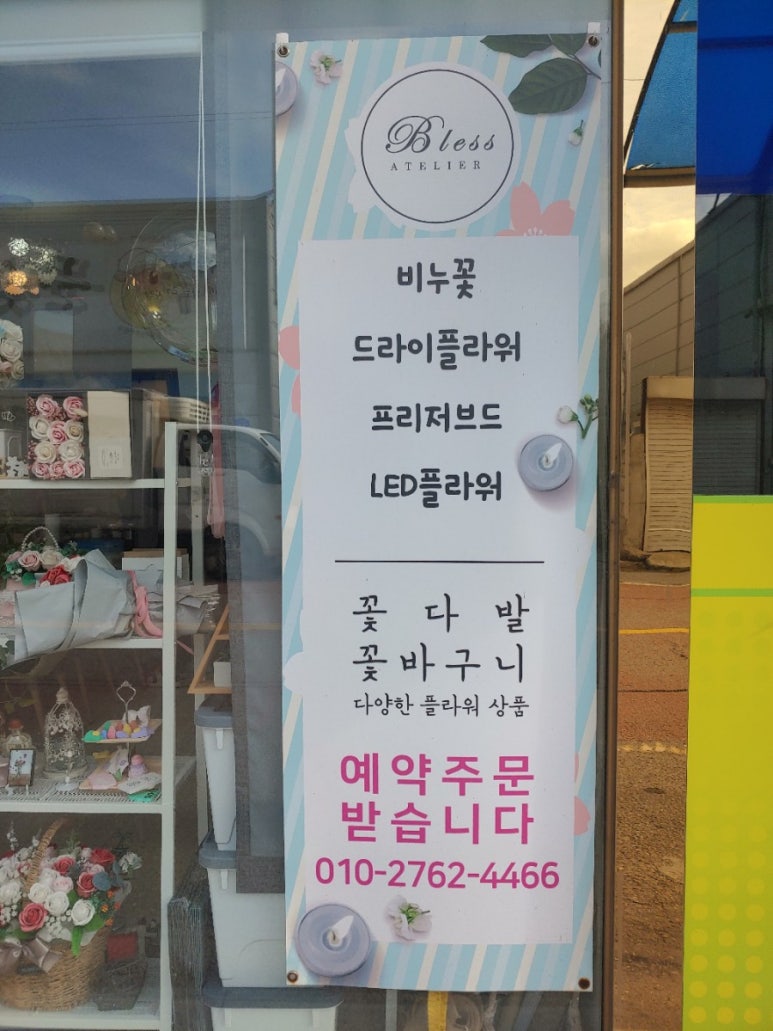 Bless
ATELIER
비누꽃
드라이플라워
프리저브드
LED플라워
꽃다발
꽃바구니
다양한 플라워 상품
예약주문
받습니다
010-2762-4466